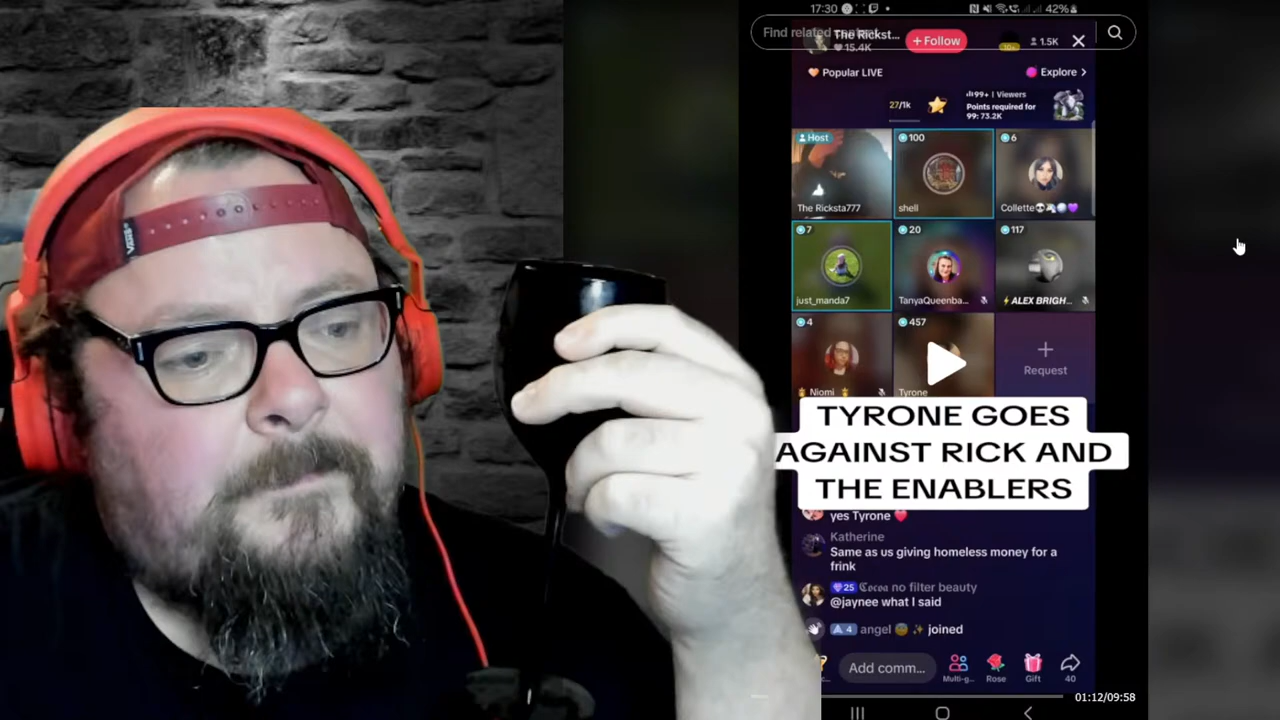 17:30
42%
Find related content
The Rickst...
15.4K
+ Follow
1.5K
Popular LIVE
Explore >
27/1k
99+ | Viewers
Points required for
99: 73.2K
Host
100
6
The Ricksta777
shell
Collette
7
20
117
just_manda7
TanyaQueenba...
ALEX BRIGH...
4
457
Niomi
Tyrone
Request
TYRONE GOES
AGAINST RICK AND
THE ENABLERS
yes Tyrone
Katherine
Same as us giving homeless money for a
frink
25 Cocoa no filter beauty
@jaynee what I said
4 angel joined
Add comm...
Multi-g...
Rose
Gift
40
01:12/09:58
VANS